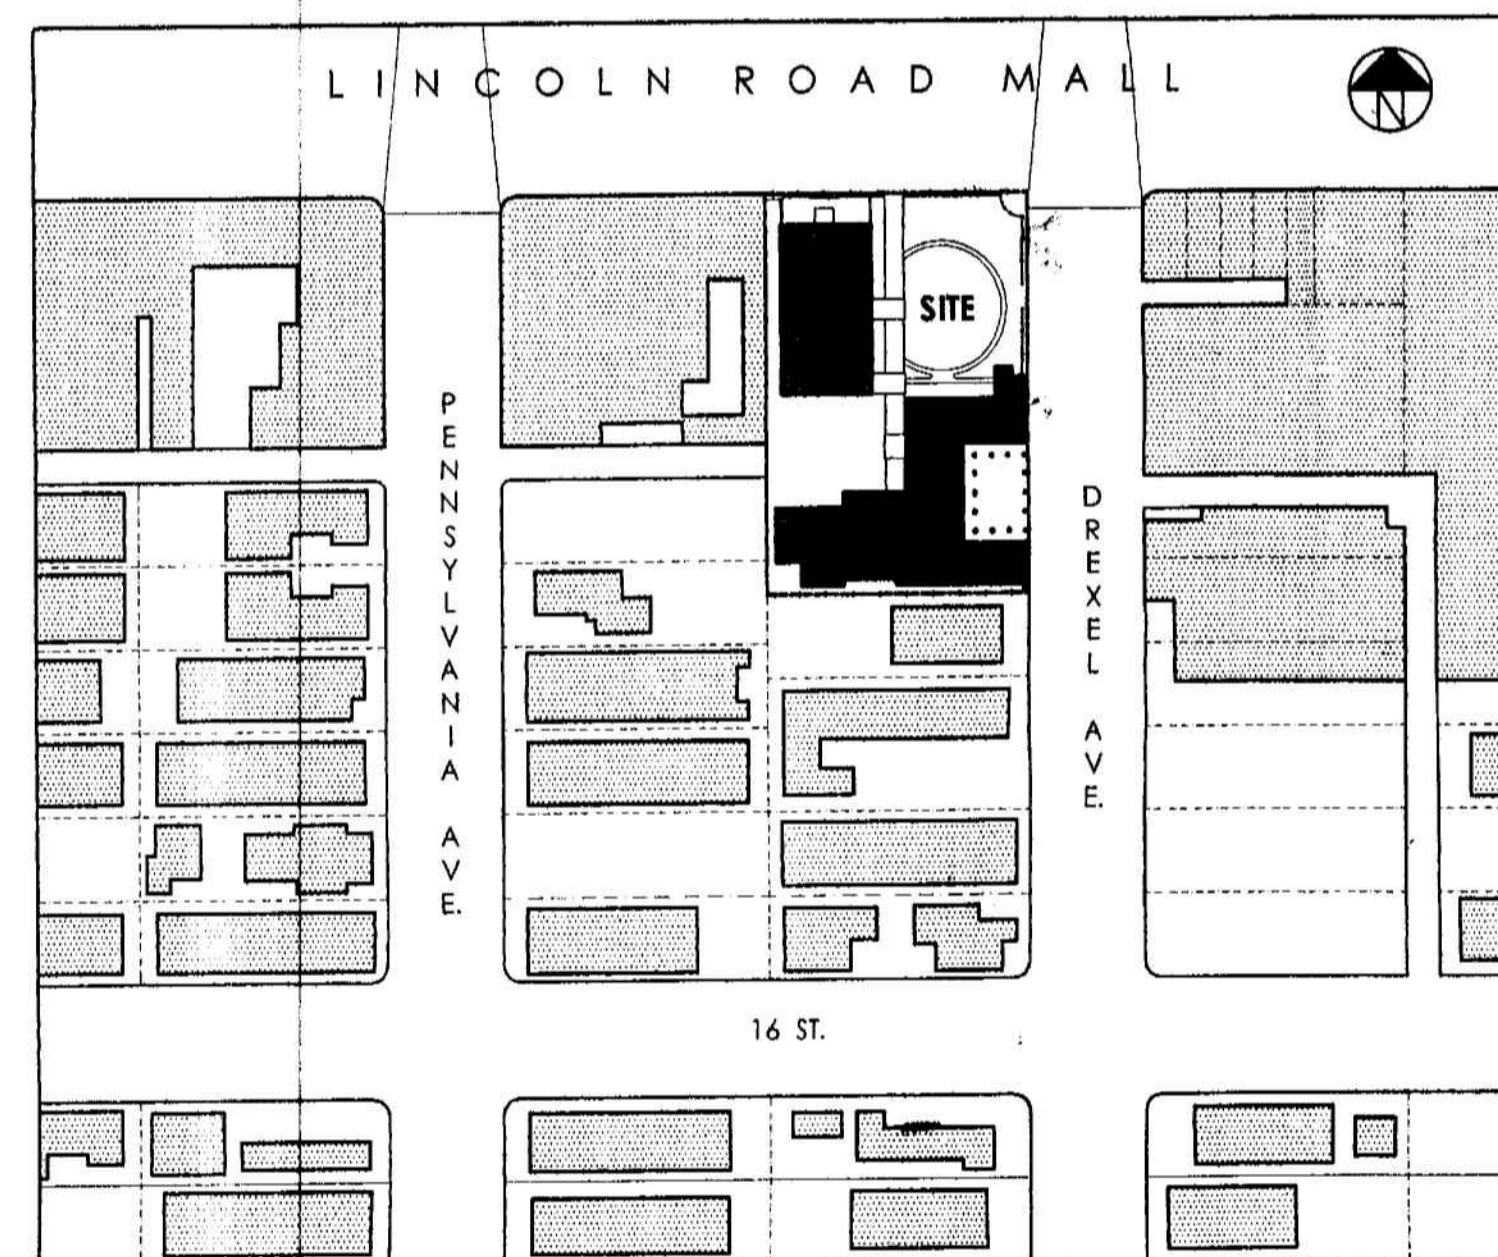 LINCOLN ROAD MALL
N
SITE
PENNSYLVANIA AVE.
DREXEL AVE.
16 ST.